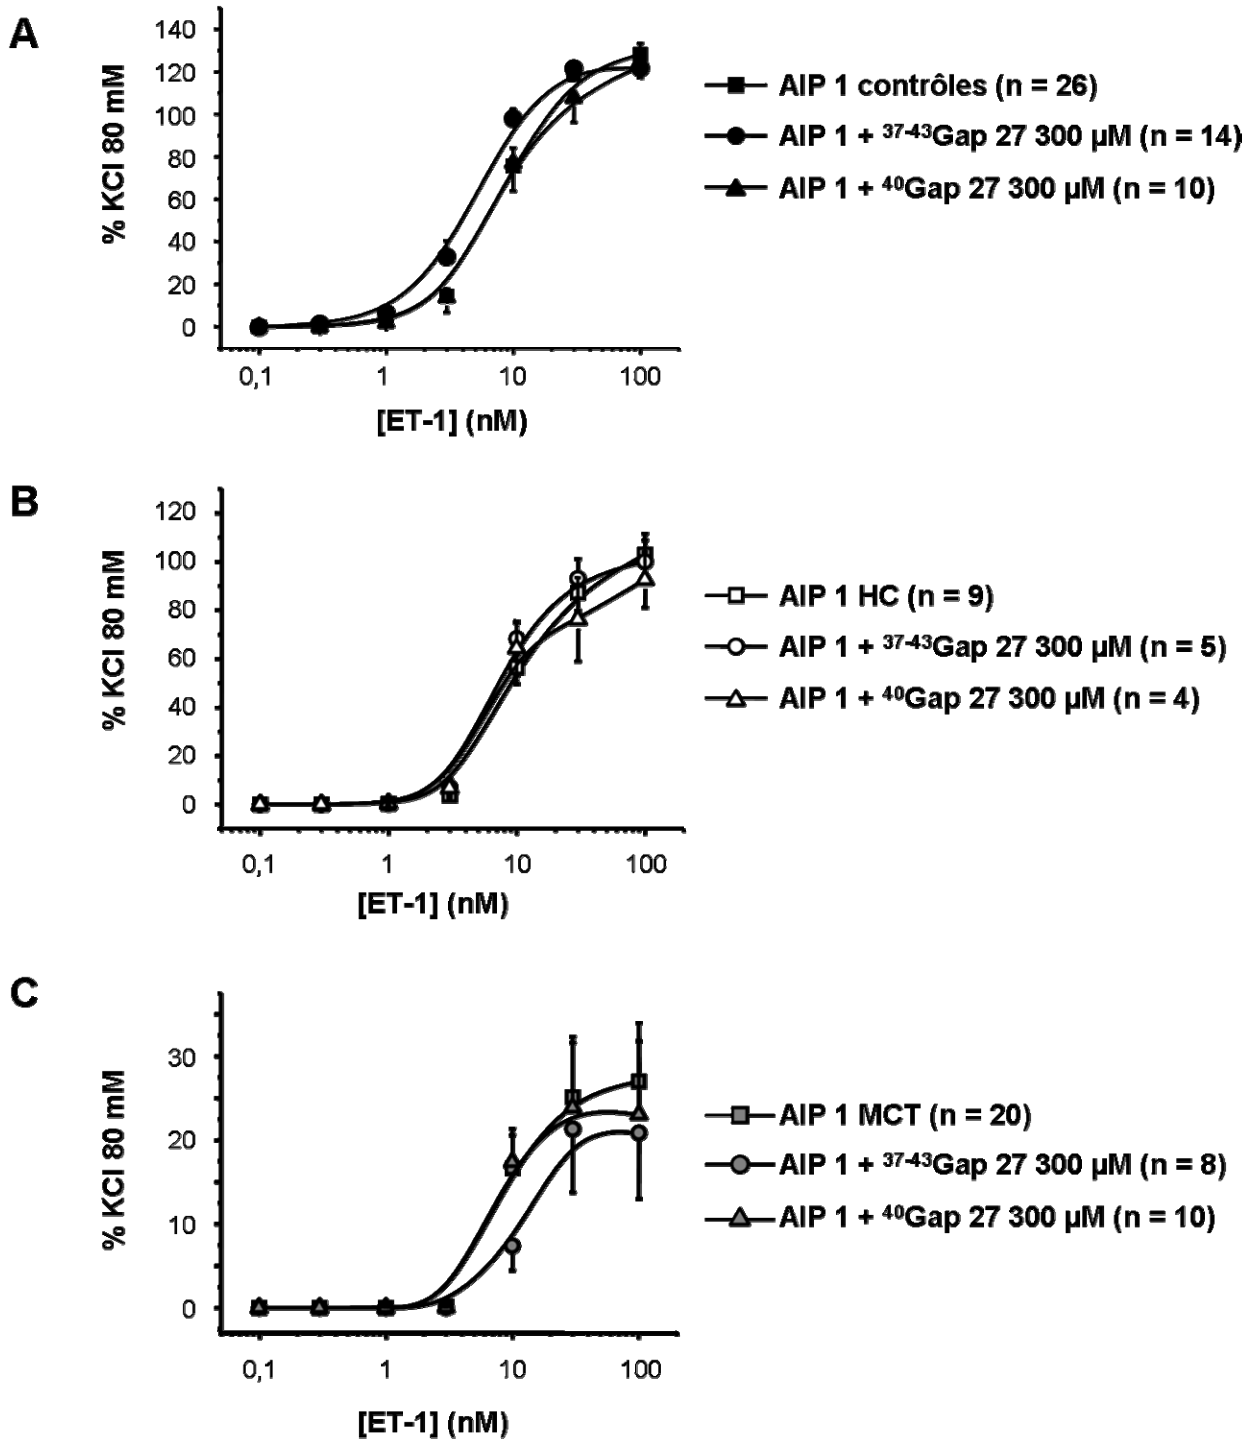 A
% KCl 80 mM
140
120
100
80
60
40
20
0
0,1 1 10 100
[ET-1] (nM)
AIP 1 contrôles (n = 26)
AIP 1 + ³⁷⁻⁴³Gap 27 300 µM (n = 14)
AIP 1 + ⁴⁰Gap 27 300 µM (n = 10)
B
% KCl 80 mM
120
100
80
60
40
20
0
0,1 1 10 100
[ET-1] (nM)
AIP 1 HC (n = 9)
AIP 1 + ³⁷⁻⁴³Gap 27 300 µM (n = 5)
AIP 1 + ⁴⁰Gap 27 300 µM (n = 4)
C
% KCl 80 mM
30
20
10
0
0,1 1 10 100
[ET-1] (nM)
AIP 1 MCT (n = 20)
AIP 1 + ³⁷⁻⁴³Gap 27 300 µM (n = 8)
AIP 1 + ⁴⁰Gap 27 300 µM (n = 10)